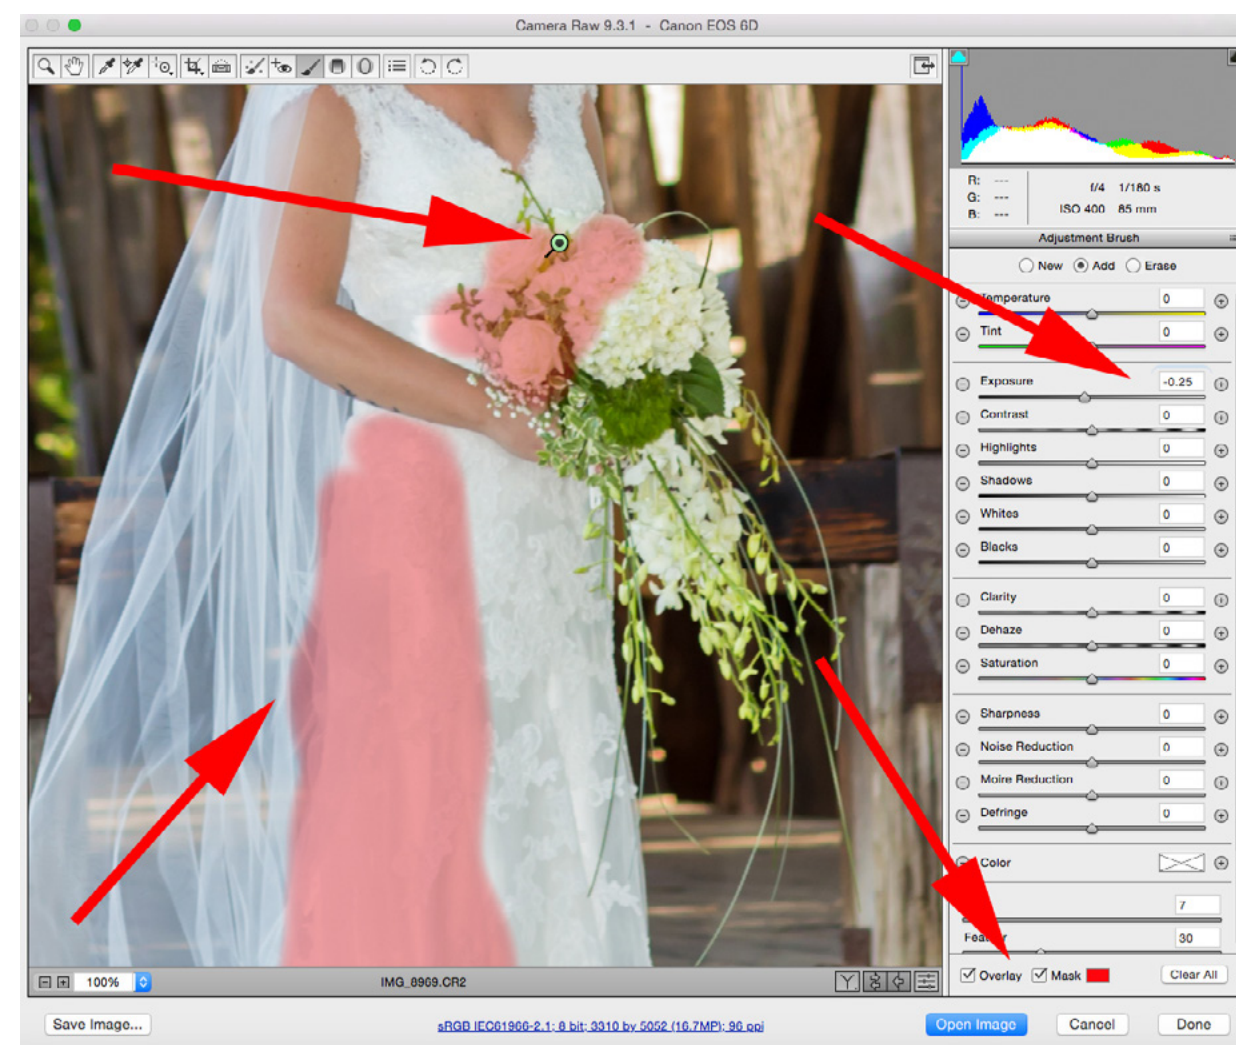 Camera Raw 9.3.1 - Canon EOS 6D
R: ---
G: ---
B: ---
f/4 1/180 s
ISO 400 85 mm
Adjustment Brush
New Add Erase
Temperature 0
Tint 0
Exposure -0.25
Contrast 0
Highlights 0
Shadows 0
Whites 0
Blacks 0
Clarity 0
Dehaze 0
Saturation 0
Sharpness 0
Noise Reduction 0
Moire Reduction 0
Defringe 0
Color
7
Feather 30
Overlay Mask Clear All
100% IMG_8969.CR2
Save Image... sRGB IEC61966-2.1; 8 bit; 3310 by 5052 (16.7MP); 96 ppi Open Image Cancel Done